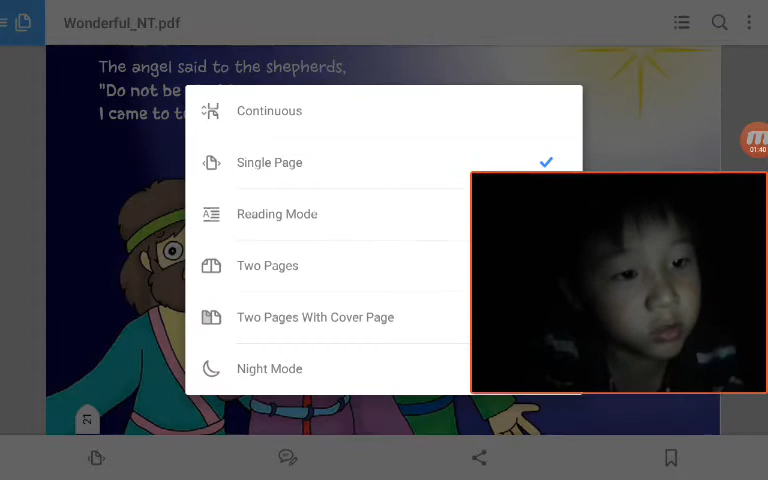 Wonderful_NT.pdf
The angel said to the shepherds,
"Do not be
I came to t
Continuous
Single Page
Reading Mode
Two Pages
Two Pages With Cover Page
Night Mode
01:40
21